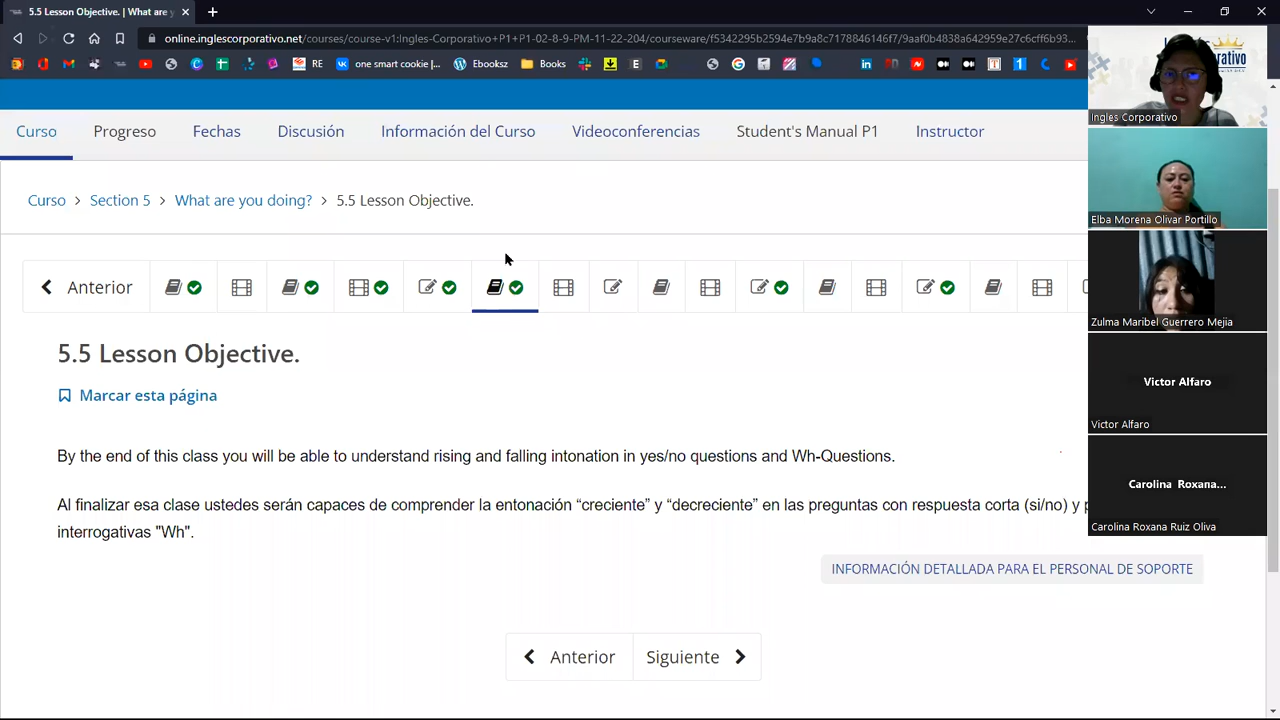 5.5 Lesson Objective. | What are y
online.inglescorporativo.net/courses/course-v1:Ingles-Corporativo+P1+P1-8-9-PM-11-22-204/courseware/f5342295b29147b9a8c717f846146f7/9aaf0b4838a842959e27c6cff6b93...
RE
cookie
jar
books
Curso
Progreso
Fechas
Discusión
Información del Curso
Videoconferencias
Student's Manual P1
Instructor
Curso > Section 5 > What are you doing? > 5.5 Lesson Objective.
Anterior
5.5 Lesson Objective.
Marcar esta página
By the end of this class you will be able to understand rising and falling intonation in yes/no questions and Wh-Questions.
Al finalizar esa clase ustedes serán capaces de comprender la entonación “creciente” y “decreciente” en las preguntas con respuesta corta (si/no) y p
interrogativas "Wh".
INFORMACIÓN DETALLADA PARA EL PERSONAL DE SOPORTE
Anterior
Siguiente
Ingles Corporativo
Elba Morena Olivar Portillo
Zulma Maribel Guerrero Mejia
Victor Alfaro
Victor Alfaro
Carolina Roxana...
Carolina Roxana Ruiz Oliva